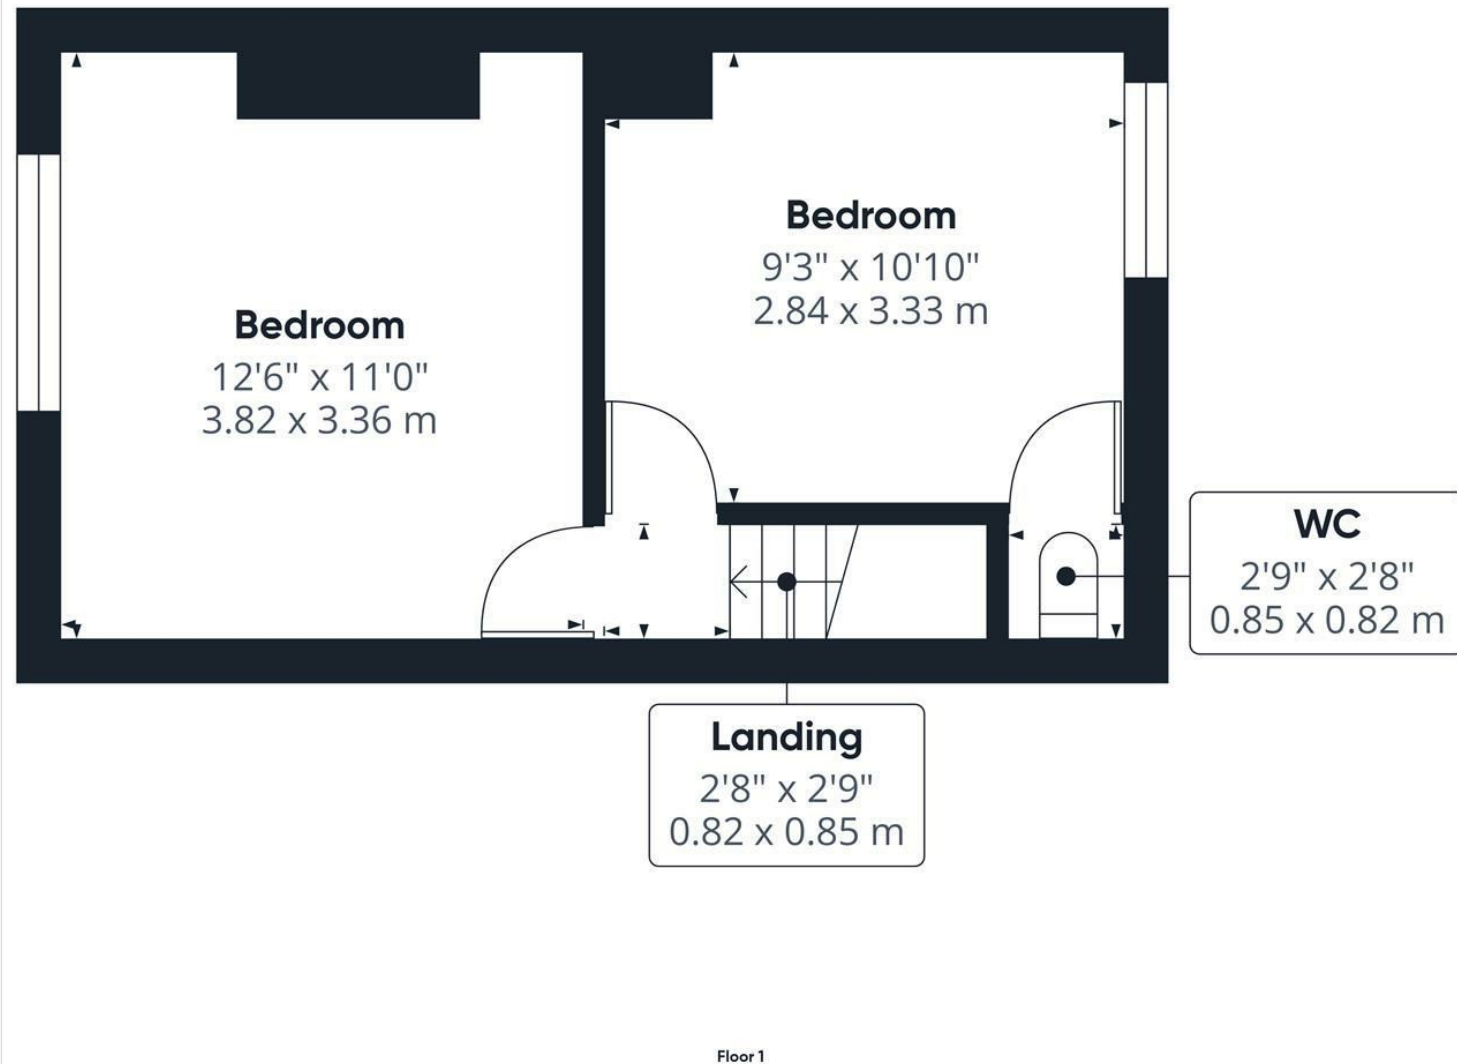 Bedroom
9'3" x 10'10"
2.84 x 3.33 m
Bedroom
12'6" x 11'0"
3.82 x 3.36 m
WC
2'9" x 2'8"
0.85 x 0.82 m
Landing
2'8" x 2'9"
0.82 x 0.85 m
Floor 1